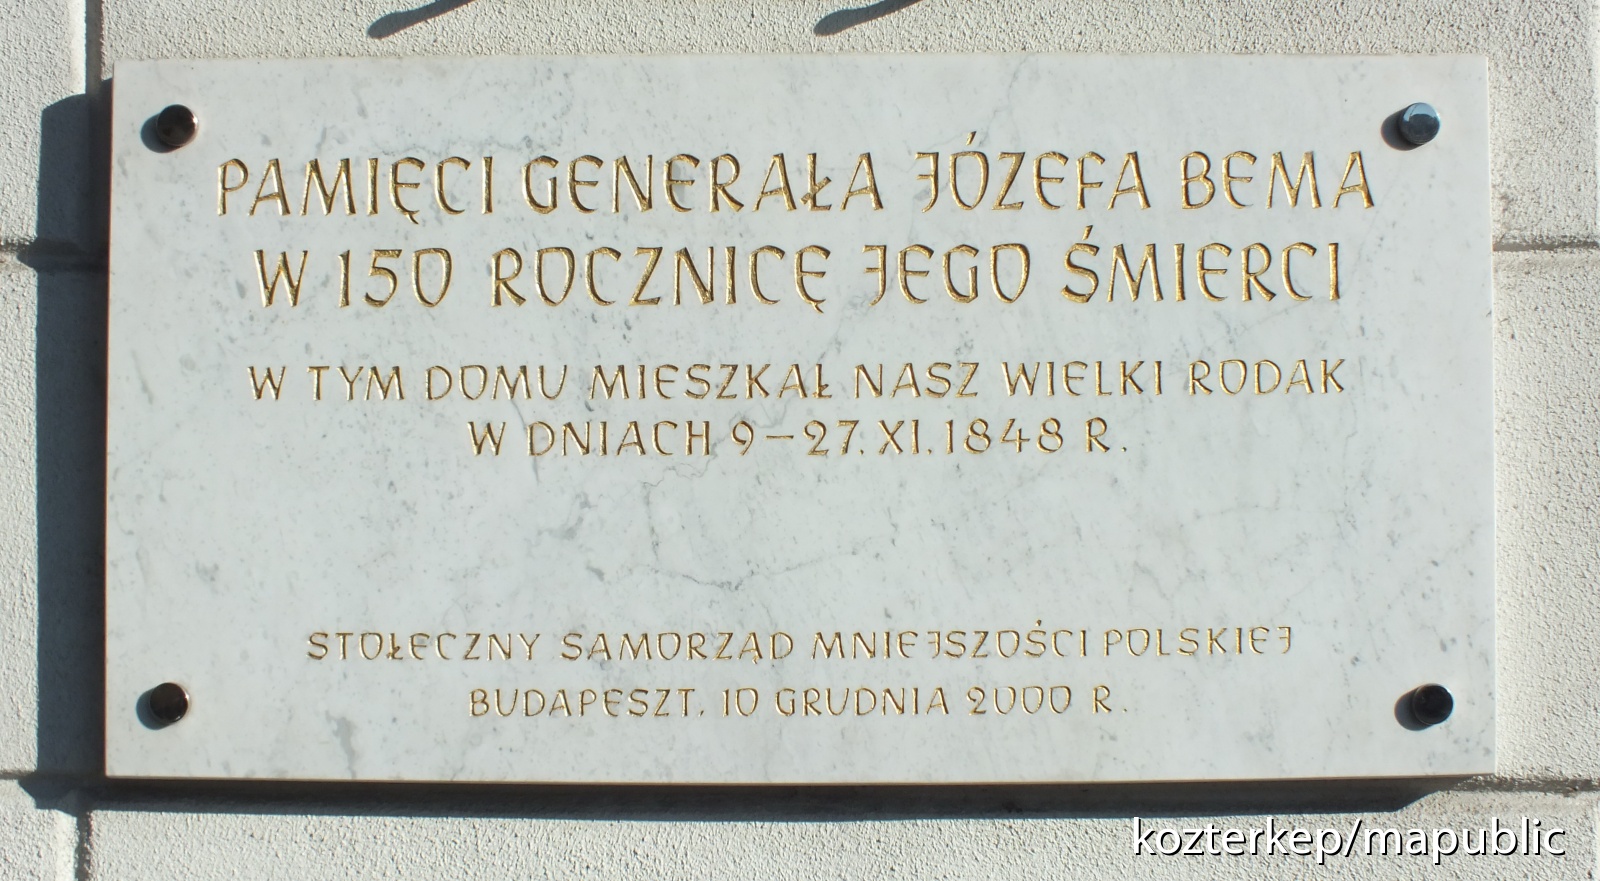 PAMIĘCI GENERAŁA JÓZEFA BEMA
W 150 ROCZNICĘ JEGO ŚMIERCI
W TYM DOMU MIESZKAŁ NASZ WIELKI RODAK
W DNIACH 9–27. XI. 1848 R.
STOŁECZNY SAMORZĄD MNIEJSZOŚCI POLSKIEJ
BUDAPESZT, 10 GRUDNIA 2000 R.
kozterkep/mapublic